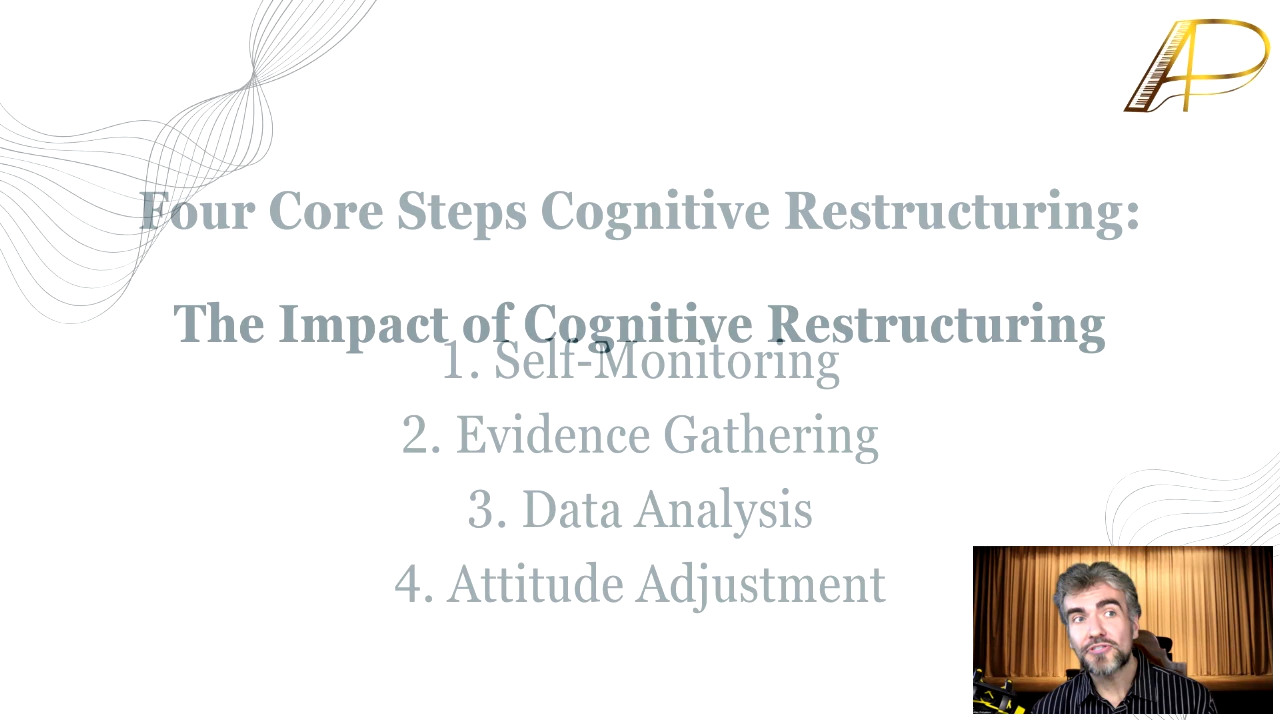 Four Core Steps Cognitive Restructuring:
The Impact of Cognitive Restructuring
1. Self-Monitoring
2. Evidence Gathering
3. Data Analysis
4. Attitude Adjustment